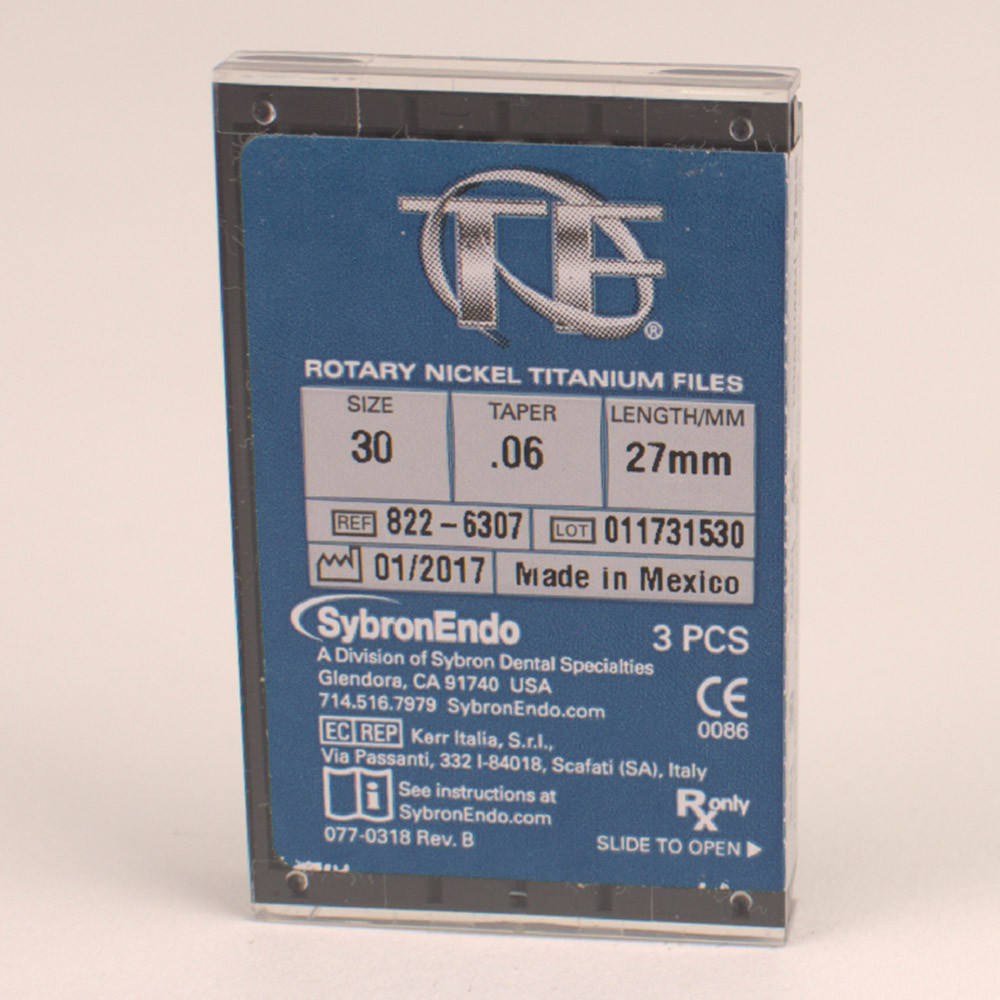 TF®
ROTARY NICKEL TITANIUM FILES
SIZE TAPER LENGTH/MM
30 .06 27mm
REF 822-6307 LOT 011731530
01/2017 Made in Mexico
SybronEndo
3 PCS
A Division of Sybron Dental Specialties
Glendora, CA 91740 USA
714.516.7979 SybronEndo.com
CE
0086
EC REP Kerr Italia, S.r.l.,
Via Passanti, 332 I-84018, Scafati (SA), Italy
i See instructions at
SybronEndo.com
Rx only
077-0318 Rev. B
SLIDE TO OPEN ▶